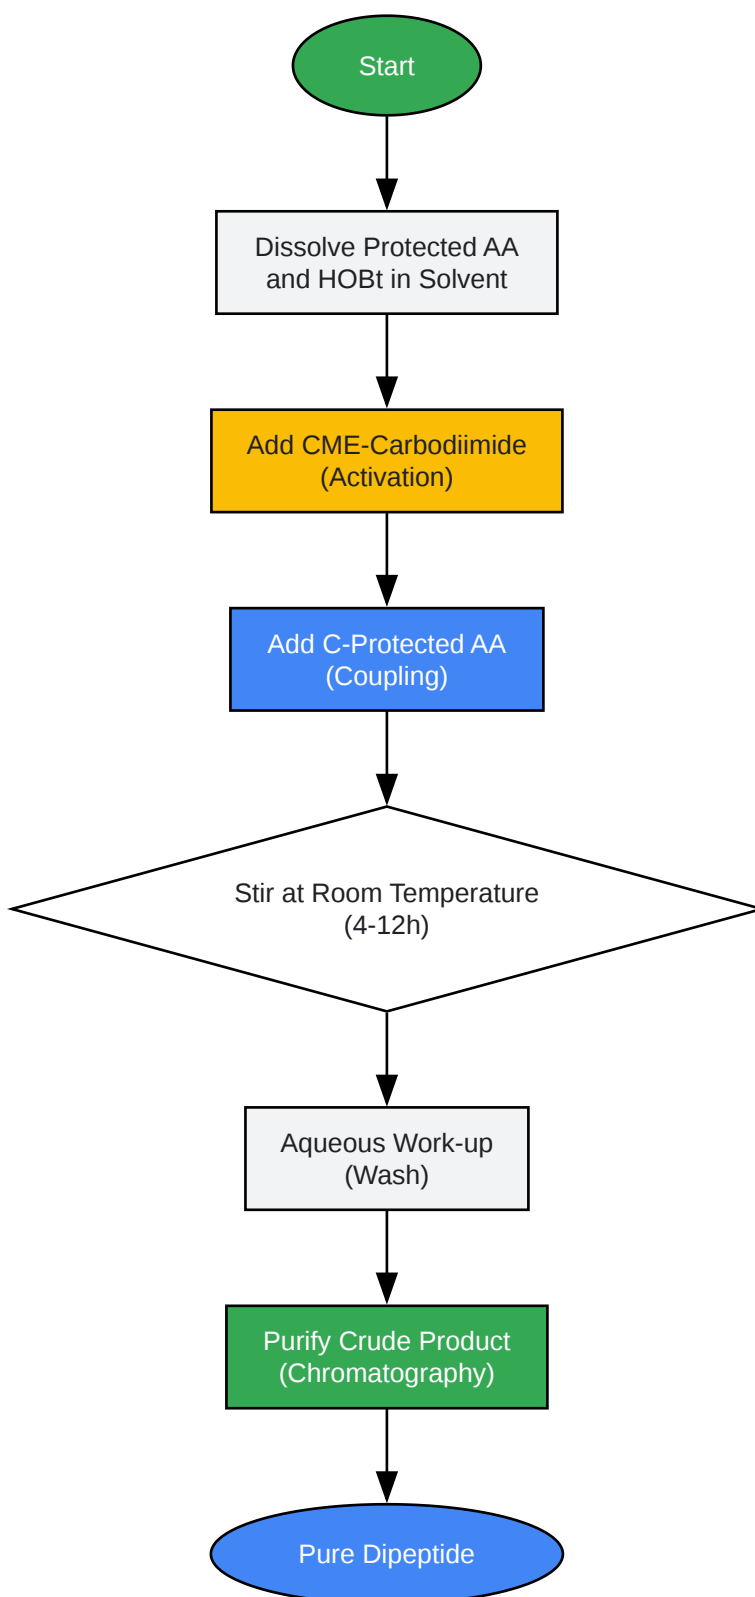 Start
Dissolve Protected AA
and HOBt in Solvent
Add CME-Carbodiimide
(Activation)
Add C-Protected AA
(Coupling)
Stir at Room Temperature
(4-12h)
Aqueous Work-up
(Wash)
Purify Crude Product
(Chromatography)
Pure Dipeptide